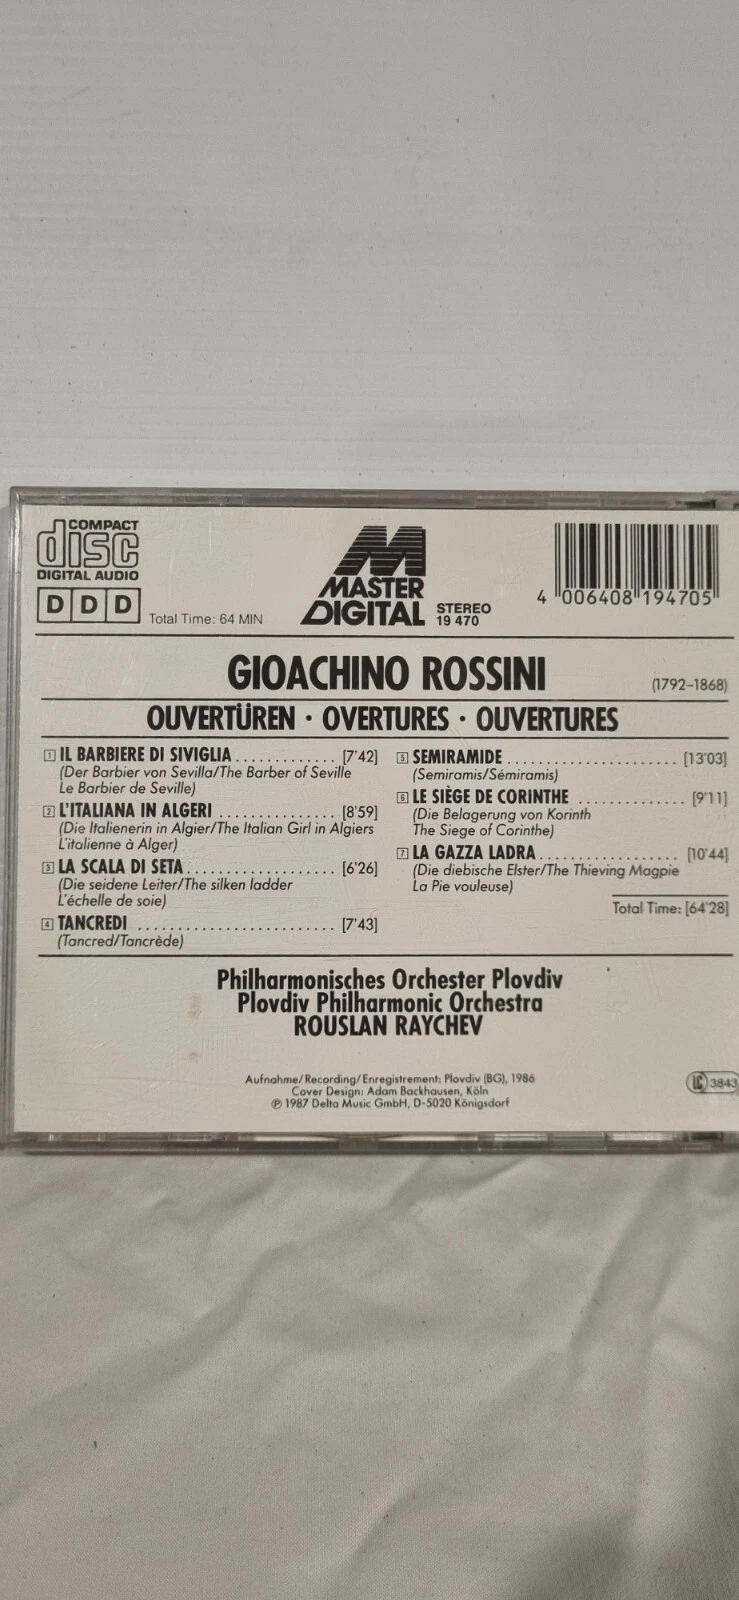 COMPACT
disc
DIGITAL AUDIO
DDD
Total Time: 64 MIN
M
MASTER
DIGITAL
STEREO
19 470
4 006408 194705
GIOACHINO ROSSINI
(1792–1868)
OUVERTÜREN · OVERTURES · OUVERTURES
1 IL BARBIERE DI SIVIGLIA ............. [7'42]
(Der Barbier von Sevilla/The Barber of Seville
Le Barbier de Seville)
2 L'ITALIANA IN ALGERI ............... [8'59]
(Die Italienerin in Algier/The Italian Girl in Algiers
L'italienne à Alger)
3 LA SCALA DI SETA .................. [6'26]
(Die seidene Leiter/The silken ladder
L'échelle de soie)
4 TANCREDI ......................... [7'43]
(Tancred/Tancrède)
5 SEMIRAMIDE ...................... [13'03]
(Semiramis/Sémiramis)
6 LE SIÈGE DE CORINTHE ............. [9'11]
(Die Belagerung von Korinth
The Siege of Corinthe)
7 LA GAZZA LADRA .................. [10'44]
(Die diebische Elster/The Thieving Magpie
La Pie vouleuse)
Total Time: [64'28]
Philharmonisches Orchester Plovdiv
Plovdiv Philharmonic Orchestra
ROUSLAN RAYCHEV
Aufnahme/Recording/Enregistrement: Plovdiv (BG), 1986
Cover Design: Adam Backhausen, Köln
℗ 1987 Delta Music GmbH, D-5020 Königsdorf
LC 3843